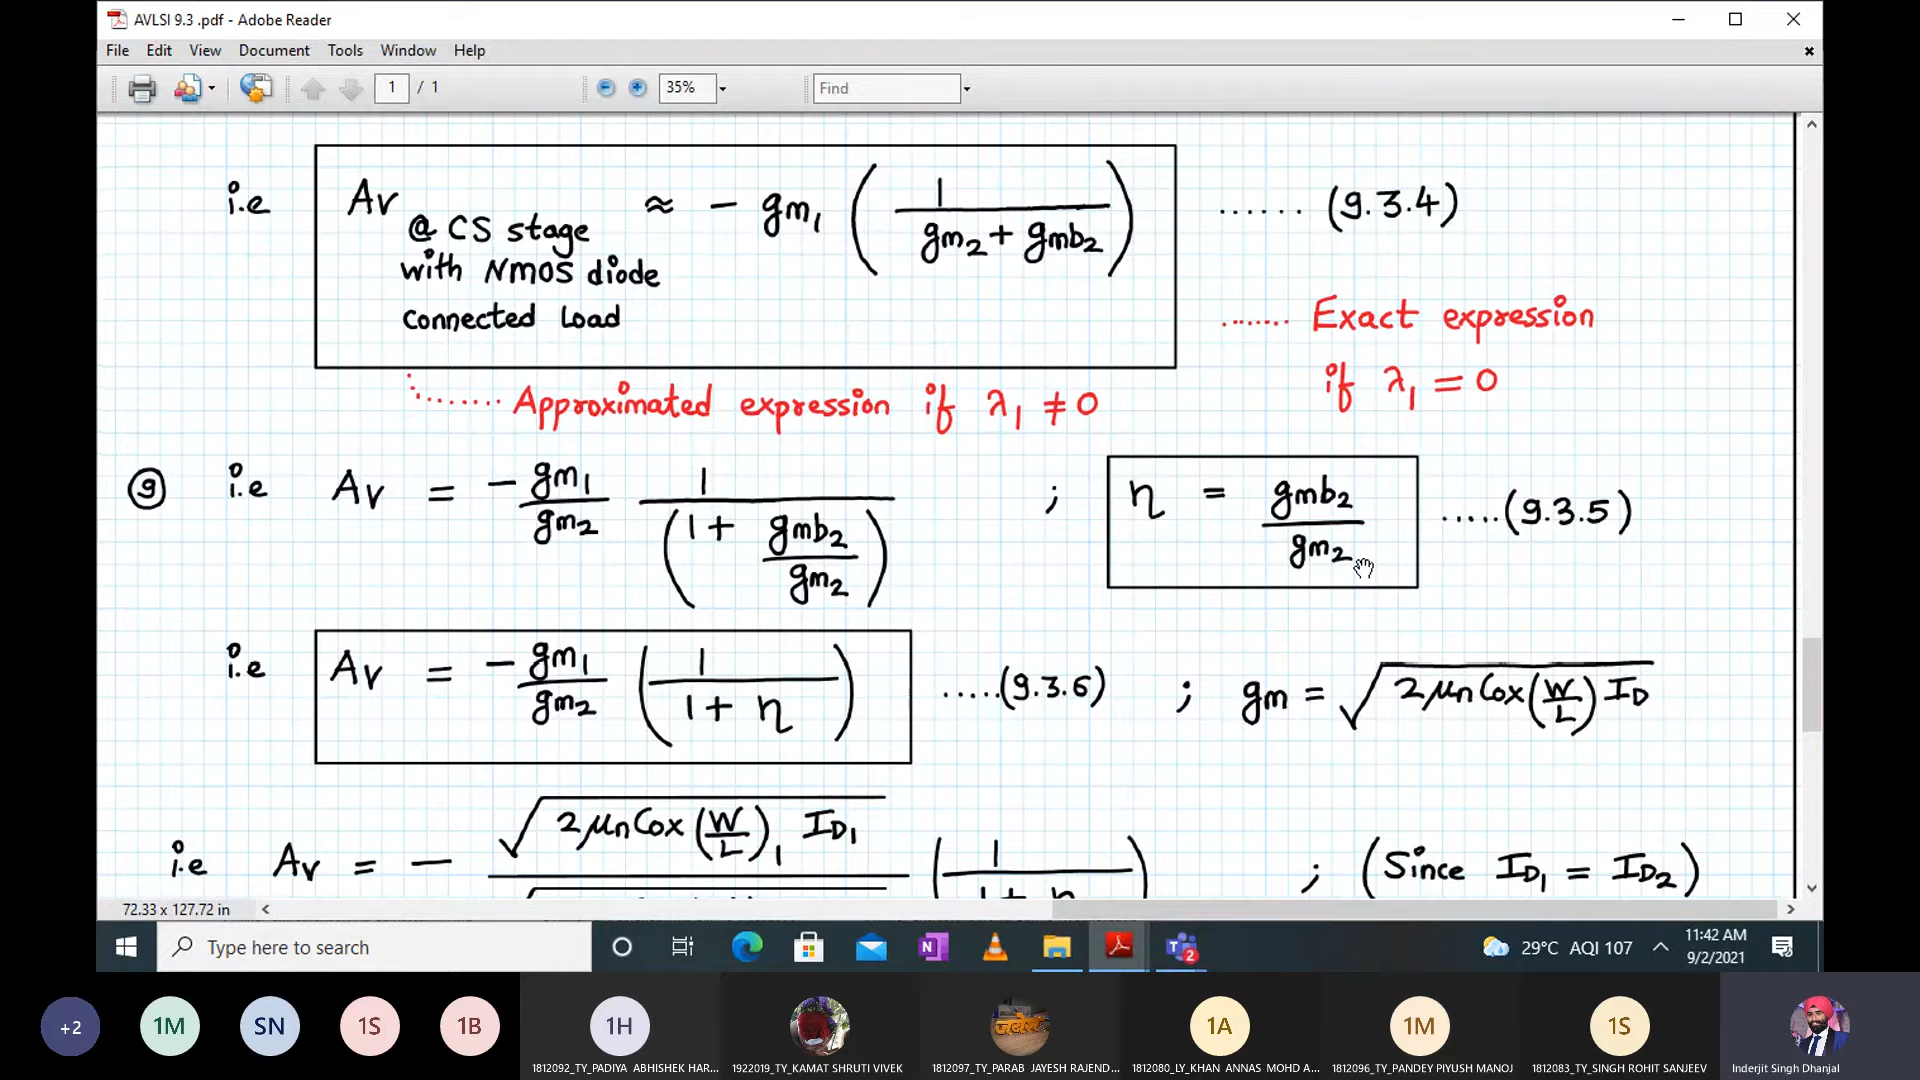 AVLSI 9.3 .pdf - Adobe Reader
File Edit View Document Tools Window Help
1 / 1 35% Find
i.e Av @ CS stage with NMOS diode connected load ≈ - gm₁ ( 1 / (gm₂ + gmb₂) ) ...... (9.3.4)
....... Exact expression if λ₁ = 0
....... Approximated expression if λ₁ ≠ 0
⑨ i.e Av = - gm₁/gm₂ 1/(1 + gmb₂/gm₂) ; η = gmb₂/gm₂ .....(9.3.5)
i.e Av = - gm₁/gm₂ ( 1/(1 + η) ) .....(9.3.6) ; gm = √(2μnCox(W/L) ID)
i.e Av = - √(2μnCox(W/L)₁ ID₁) ( 1/(1 + η) ) ; (Since ID₁ = ID₂)
72.33 x 127.72 in
Type here to search
2
29°C AQI 107
11:42 AM
9/2/2021
+2 1M SN 1S 1B 1H जयेश 1A 1M 1S
1812092_TY_PADIYA ABHISHEK HAR... 1922019_TY_KAMAT SHRUTI VIVEK 1812097_TY_PARAB JAYESH RAJEND... 1812080_LY_KHAN ANNAS MOHD A... 1812096_TY_PANDEY PIYUSH MANOJ 1812083_TY_SINGH ROHIT SANJEEV Inderjit Singh Dhanjal